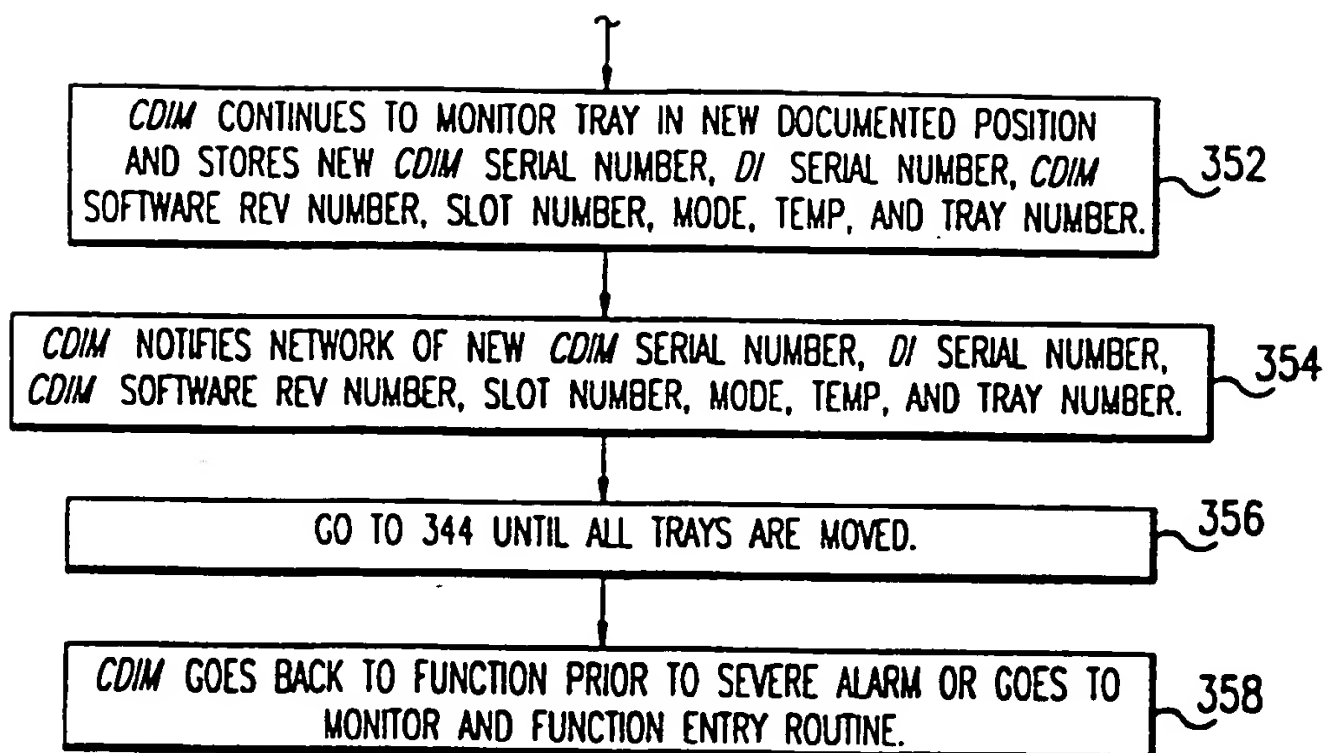 CDIM CONTINUES TO MONITOR TRAY IN NEW DOCUMENTED POSITION
AND STORES NEW CDIM SERIAL NUMBER, DI SERIAL NUMBER, CDIM
SOFTWARE REV NUMBER, SLOT NUMBER, MODE, TEMP, AND TRAY NUMBER.
352
CDIM NOTIFIES NETWORK OF NEW CDIM SERIAL NUMBER, DI SERIAL NUMBER,
CDIM SOFTWARE REV NUMBER, SLOT NUMBER, MODE, TEMP, AND TRAY NUMBER.
354
GO TO 344 UNTIL ALL TRAYS ARE MOVED.
356
CDIM GOES BACK TO FUNCTION PRIOR TO SEVERE ALARM OR GOES TO
MONITOR AND FUNCTION ENTRY ROUTINE.
358